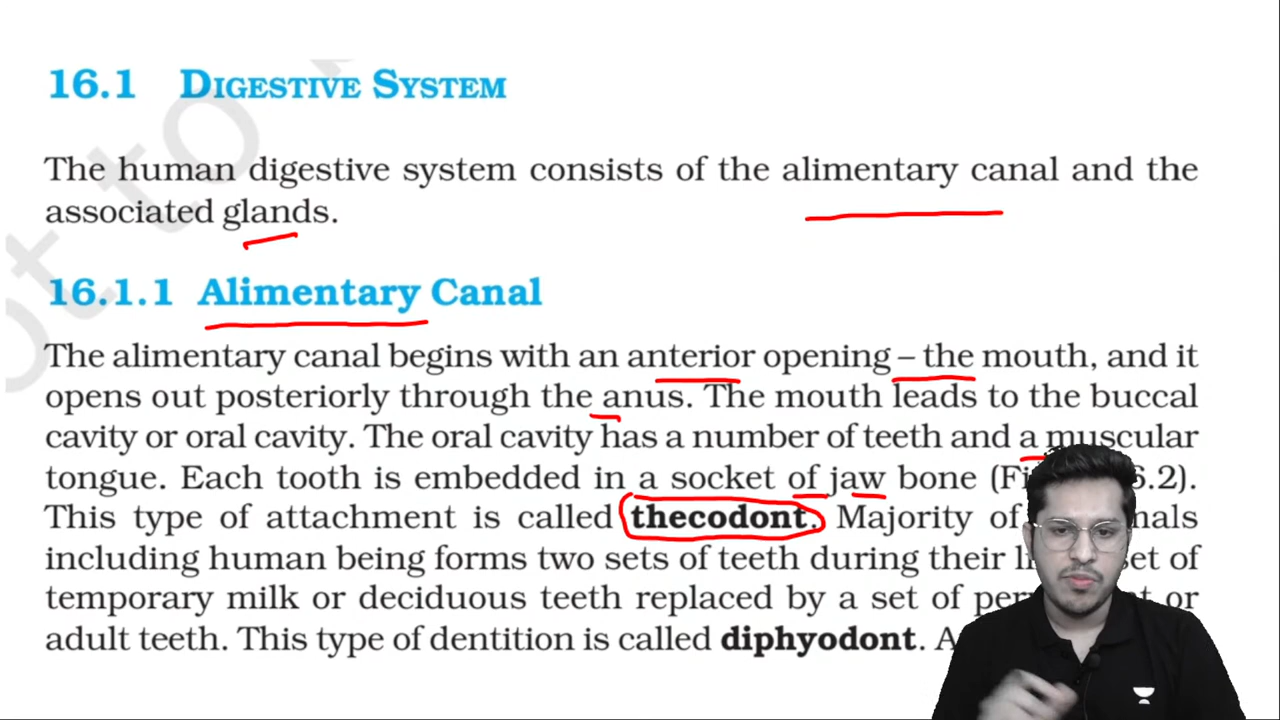 16.1 DIGESTIVE SYSTEM
The human digestive system consists of the alimentary canal and the
associated glands.
16.1.1 Alimentary Canal
The alimentary canal begins with an anterior opening – the mouth, and it
opens out posteriorly through the anus. The mouth leads to the buccal
cavity or oral cavity. The oral cavity has a number of teeth and a muscular
tongue. Each tooth is embedded in a socket of jaw bone
This type of attachment is called thecodont. Majority of
including human being forms two sets of teeth during their set of
temporary milk or deciduous teeth replaced by a set of or
adult teeth. This type of dentition is called diphyodont.